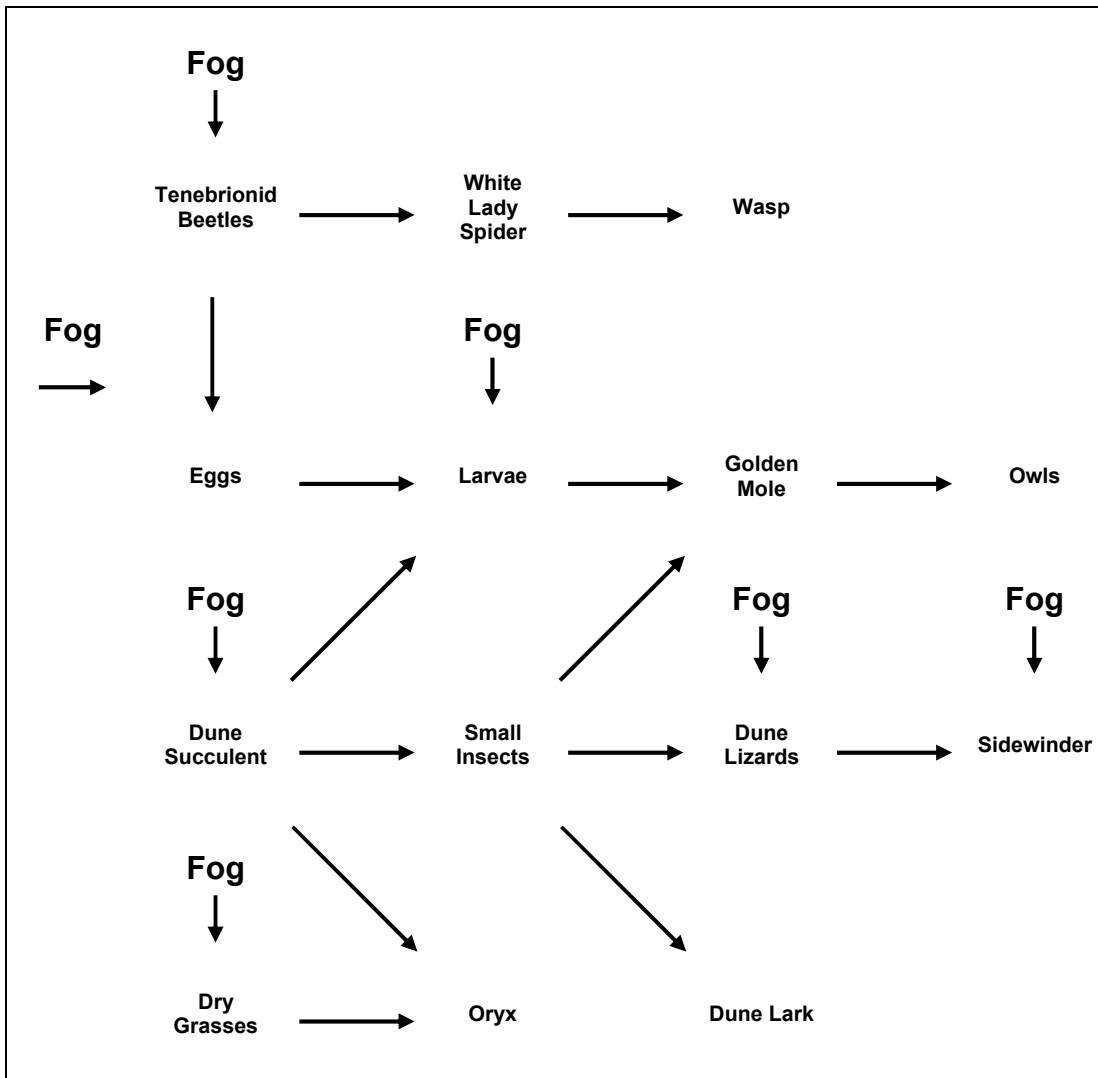 Fog
Tenebrionid
Beetles
White
Lady
Spider
Wasp
Fog
Fog
Eggs
Larvae
Golden
Mole
Owls
Fog
Fog
Fog
Dune
Succulent
Small
Insects
Dune
Lizards
Sidewinder
Fog
Dry
Grasses
Oryx
Dune Lark